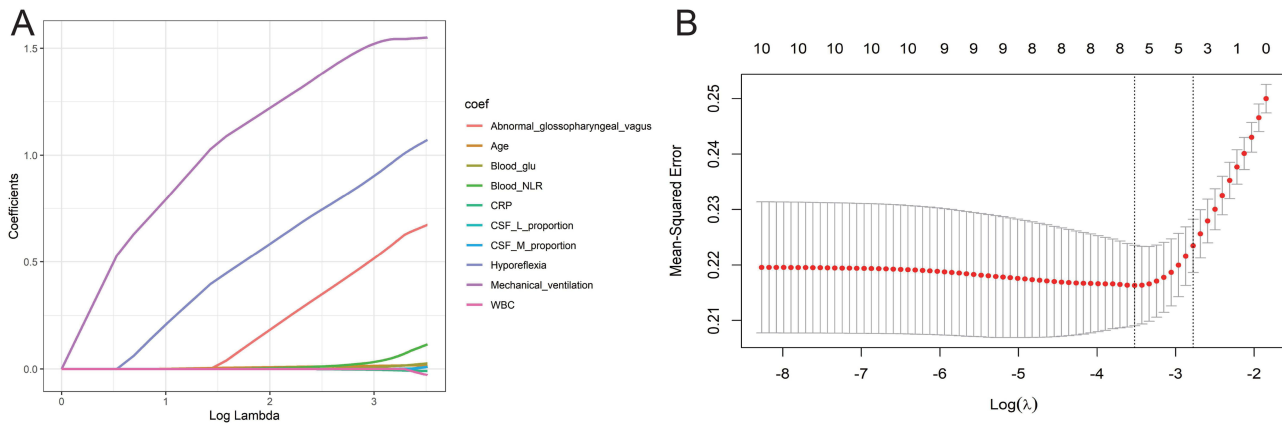 A
1.5
1.0
0.5
0.0
Coefficients
0 1 2 3
Log Lambda
coef
Abnormal_glossopharyngeal_vagus
Age
Blood_glu
Blood_NLR
CRP
CSF_L_proportion
CSF_M_proportion
Hyporeflexia
Mechanical_ventilation
WBC
B
10 10 10 10 10 9 9 9 8 8 8 5 5 3 1 0
0.25
0.24
0.23
0.22
0.21
Mean-Squared Error
-8 -7 -6 -5 -4 -3 -2
Log(λ)